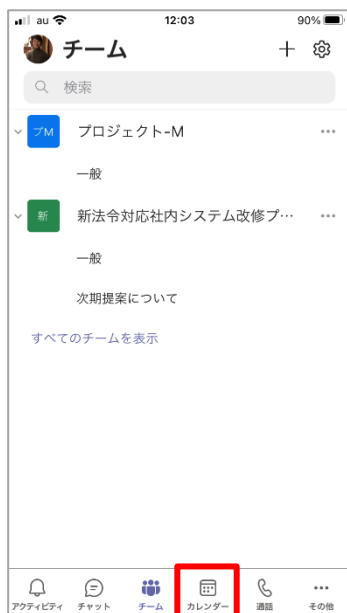 au 12:03 90%
チーム
検索
プM プロジェクト-M
一般
新 新法令対応社内システム改修プ…
一般
次期提案について
すべてのチームを表示
アクティビティ チャット チーム カレンダー 通話 その他